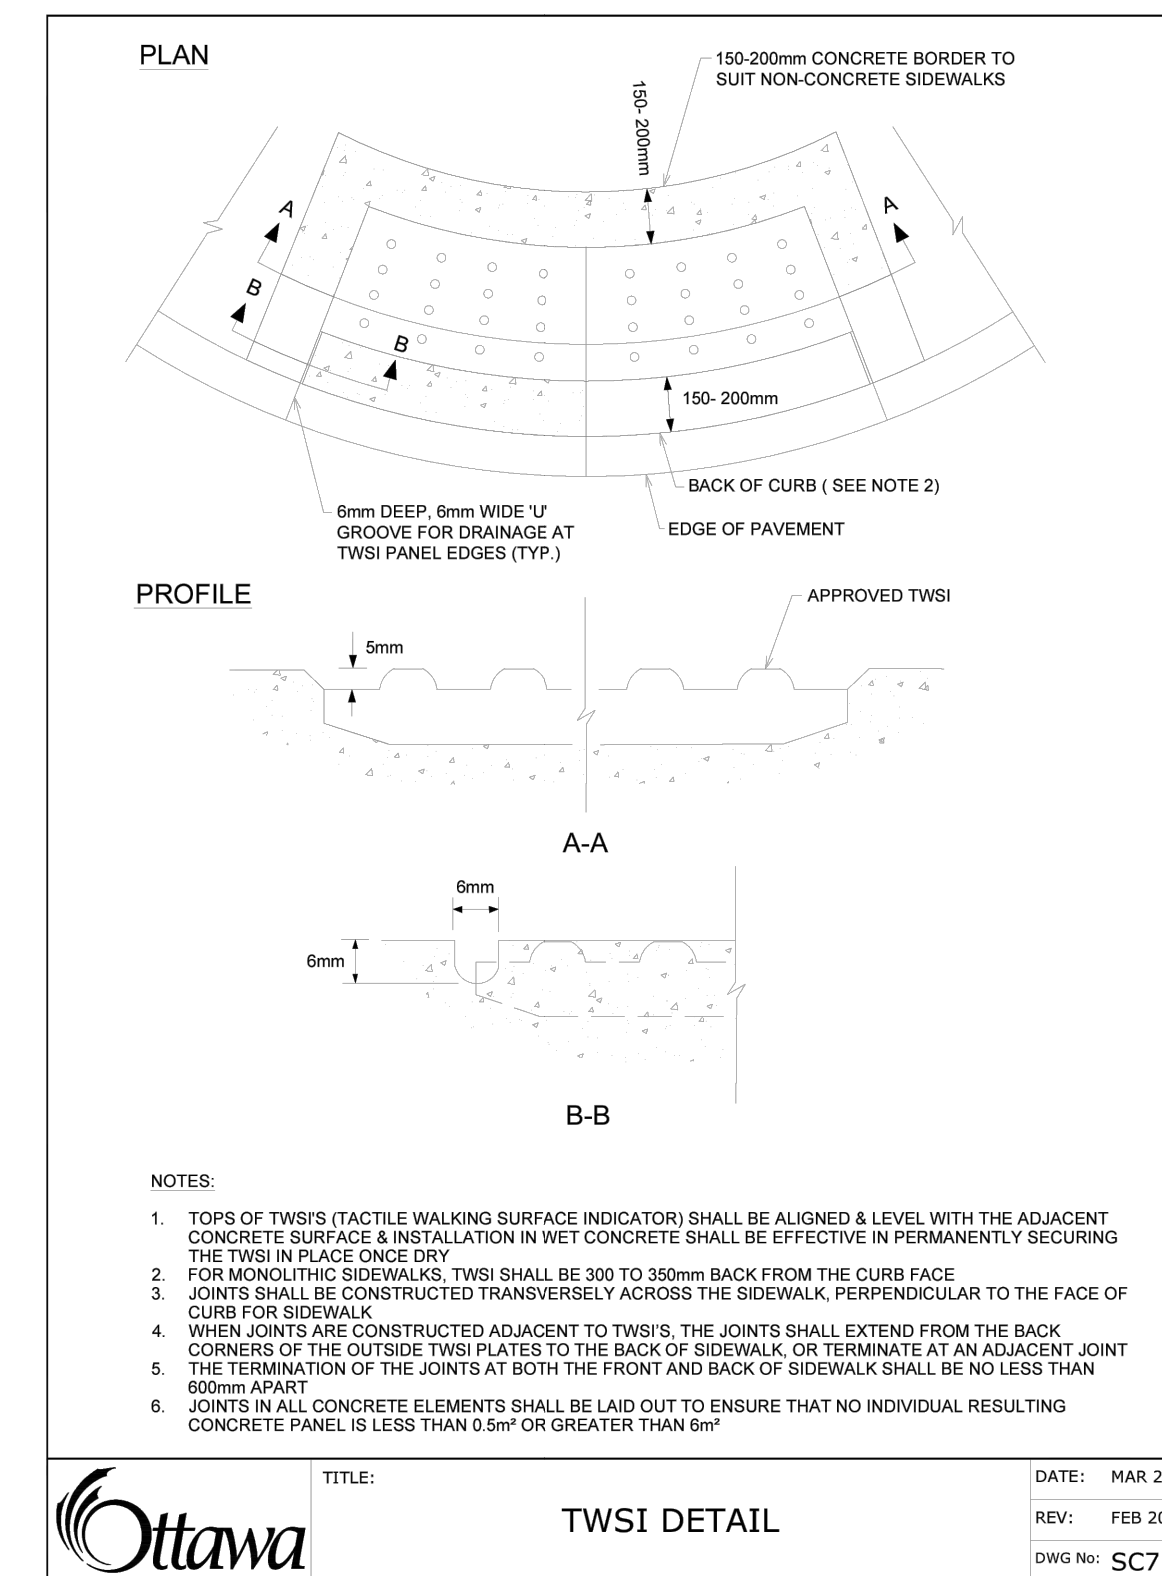 PLAN
150-200mm CONCRETE BORDER TO
SUIT NON-CONCRETE SIDEWALKS
150- 200mm
A
A
B
B
150- 200mm
BACK OF CURB ( SEE NOTE 2)
6mm DEEP, 6mm WIDE 'U'
GROOVE FOR DRAINAGE AT
TWSI PANEL EDGES (TYP.)
EDGE OF PAVEMENT
PROFILE
APPROVED TWSI
5mm
A-A
6mm
6mm
B-B
NOTES:
1. TOPS OF TWSI'S (TACTILE WALKING SURFACE INDICATOR) SHALL BE ALIGNED & LEVEL WITH THE ADJACENT
CONCRETE SURFACE & INSTALLATION IN WET CONCRETE SHALL BE EFFECTIVE IN PERMANENTLY SECURING
THE TWSI IN PLACE ONCE DRY
2. FOR MONOLITHIC SIDEWALKS, TWSI SHALL BE 300 TO 350mm BACK FROM THE CURB FACE
3. JOINTS SHALL BE CONSTRUCTED TRANSVERSELY ACROSS THE SIDEWALK, PERPENDICULAR TO THE FACE OF
CURB FOR SIDEWALK
4. WHEN JOINTS ARE CONSTRUCTED ADJACENT TO TWSI'S, THE JOINTS SHALL EXTEND FROM THE BACK
CORNERS OF THE OUTSIDE TWSI PLATES TO THE BACK OF SIDEWALK, OR TERMINATE AT AN ADJACENT JOINT
5. THE TERMINATION OF THE JOINTS AT BOTH THE FRONT AND BACK OF SIDEWALK SHALL BE NO LESS THAN
600mm APART
6. JOINTS IN ALL CONCRETE ELEMENTS SHALL BE LAID OUT TO ENSURE THAT NO INDIVIDUAL RESULTING
CONCRETE PANEL IS LESS THAN 0.5m² OR GREATER THAN 6m²
Ottawa
TITLE:
TWSI DETAIL
DATE: MAR
REV: FEB
DWG No: SC7